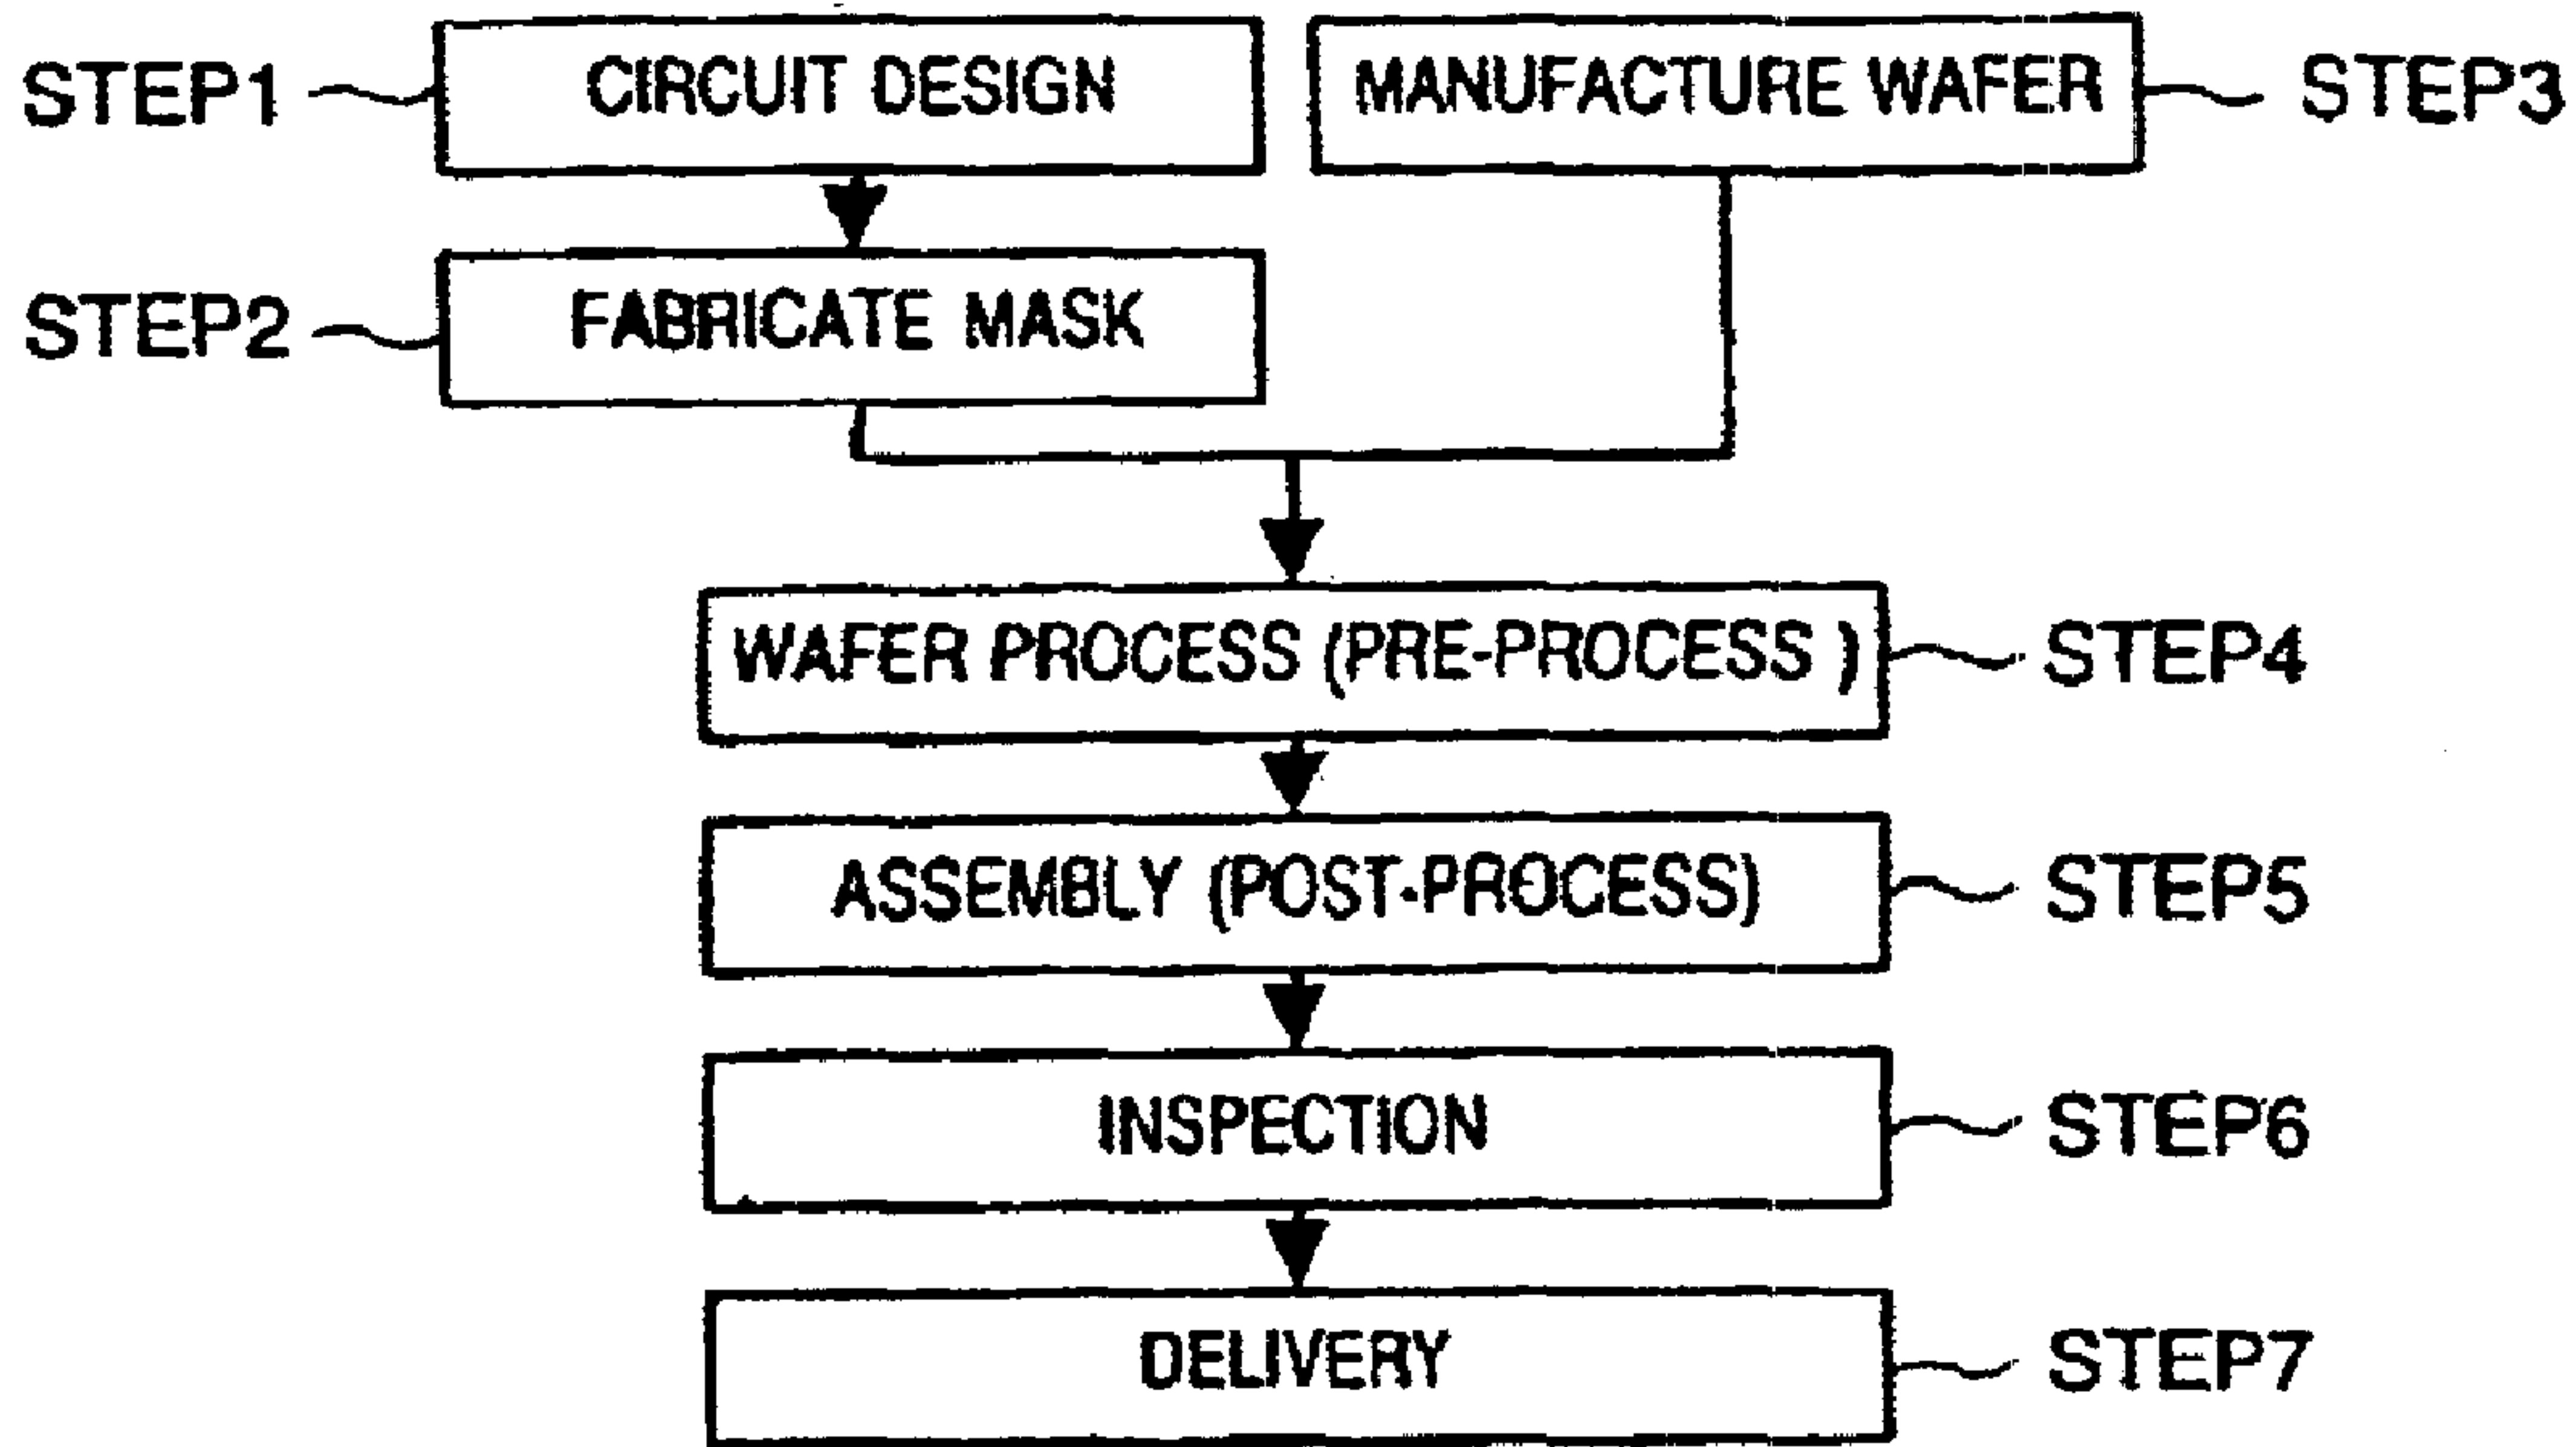 STEP1
CIRCUIT DESIGN
MANUFACTURE WAFER
STEP3
STEP2
FABRICATE MASK
WAFER PROCESS (PRE-PROCESS )
STEP4
ASSEMBLY (POST-PROCESS)
STEP5
INSPECTION
STEP6
DELIVERY
STEP7